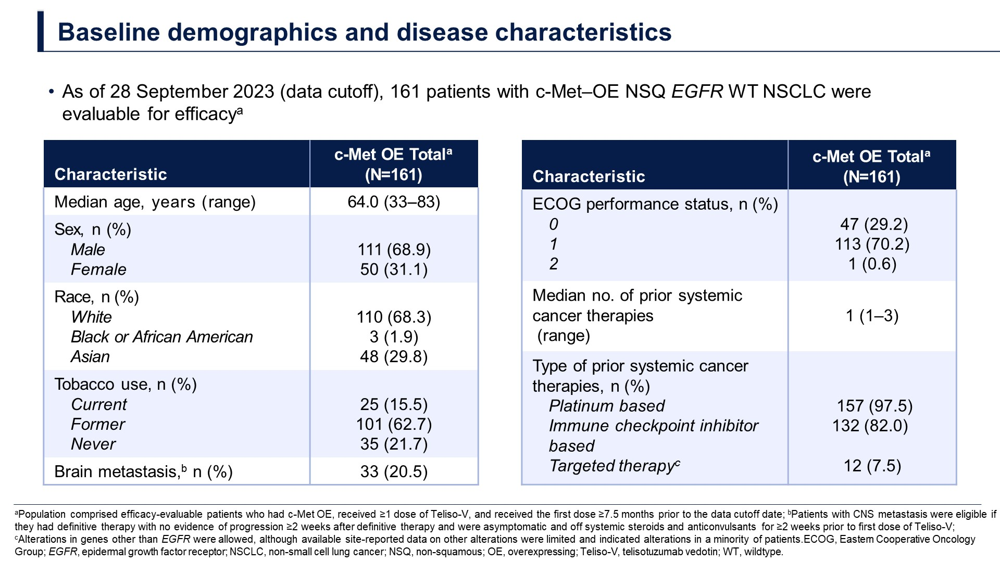 Baseline demographics and disease characteristics
• As of 28 September 2023 (data cutoff), 161 patients with c-Met–OE NSQ EGFR WT NSCLC were
evaluable for efficacyᵃ
Characteristic c-Met OE Totalᵃ (N=161)
Median age, years (range) 64.0 (33–83)
Sex, n (%)
Male 111 (68.9)
Female 50 (31.1)
Race, n (%)
White 110 (68.3)
Black or African American 3 (1.9)
Asian 48 (29.8)
Tobacco use, n (%)
Current 25 (15.5)
Former 101 (62.7)
Never 35 (21.7)
Brain metastasis,ᵇ n (%) 33 (20.5)
Characteristic c-Met OE Totalᵃ (N=161)
ECOG performance status, n (%)
0 47 (29.2)
1 113 (70.2)
2 1 (0.6)
Median no. of prior systemic
cancer therapies 1 (1–3)
(range)
Type of prior systemic cancer
therapies, n (%)
Platinum based 157 (97.5)
Immune checkpoint inhibitor 132 (82.0)
based
Targeted therapyᶜ 12 (7.5)
ᵃPopulation comprised efficacy-evaluable patients who had c-Met OE, received ≥1 dose of Teliso-V, and received the first dose ≥7.5 months prior to the data cutoff date; ᵇPatients with CNS metastasis were eligible if
they had definitive therapy with no evidence of progression ≥2 weeks after definitive therapy and were asymptomatic and off systemic steroids and anticonvulsants for ≥2 weeks prior to first dose of Teliso-V;
ᶜAlterations in genes other than EGFR were allowed, although available site-reported data on other alterations were limited and indicated alterations in a minority of patients.ECOG, Eastern Cooperative Oncology
Group; EGFR, epidermal growth factor receptor; NSCLC, non-small cell lung cancer; NSQ, non-squamous; OE, overexpressing; Teliso-V, telisotuzumab vedotin; WT, wildtype.